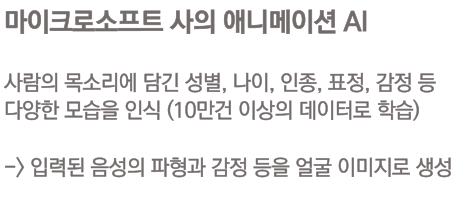 마이크로소프트 사의 애니메이션 AI
사람의 목소리에 담긴 성별, 나이, 인종, 표정, 감정 등
다양한 모습을 인식 (10만건 이상의 데이터로 학습)
-> 입력된 음성의 파형과 감정 등을 얼굴 이미지로 생성